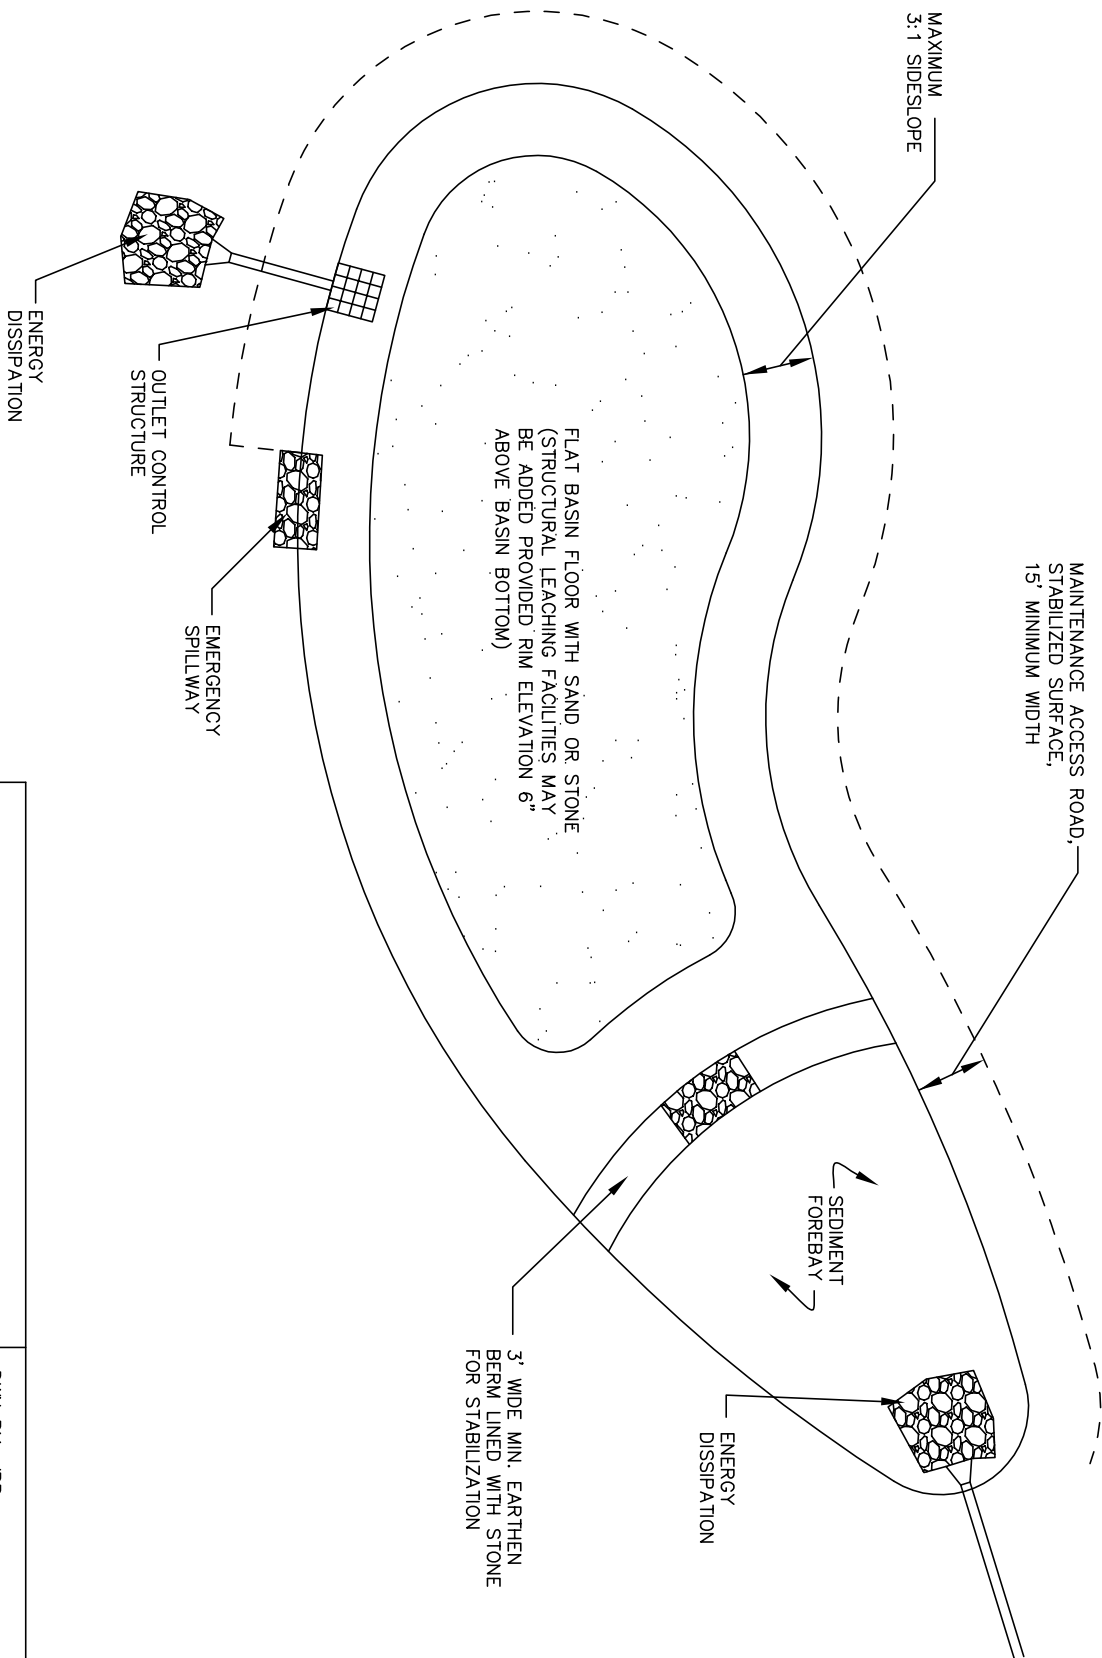 MAXIMUM
3:1 SIDESLOPE
MAINTENANCE ACCESS ROAD,
STABILIZED SURFACE,
15' MINIMUM WIDTH
SEDIMENT
FOREBAY
ENERGY
DISSIPATION
FLAT BASIN FLOOR WITH SAND OR STONE
(STRUCTURAL LEACHING FACILITIES MAY
BE ADDED PROVIDED RIM ELEVATION 6"
ABOVE BASIN BOTTOM)
3' WIDE MIN. EARTHEN
BERM LINED WITH STONE
FOR STABILIZATION
EMERGENCY
SPILLWAY
OUTLET CONTROL
STRUCTURE
ENERGY
DISSIPATION